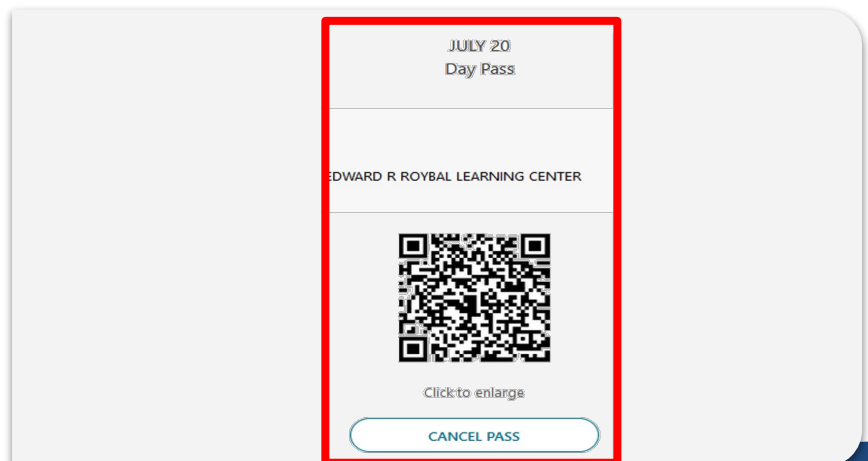 JULY 20
Day Pass
EDWARD R ROYBAL LEARNING CENTER
Click to enlarge
CANCEL PASS